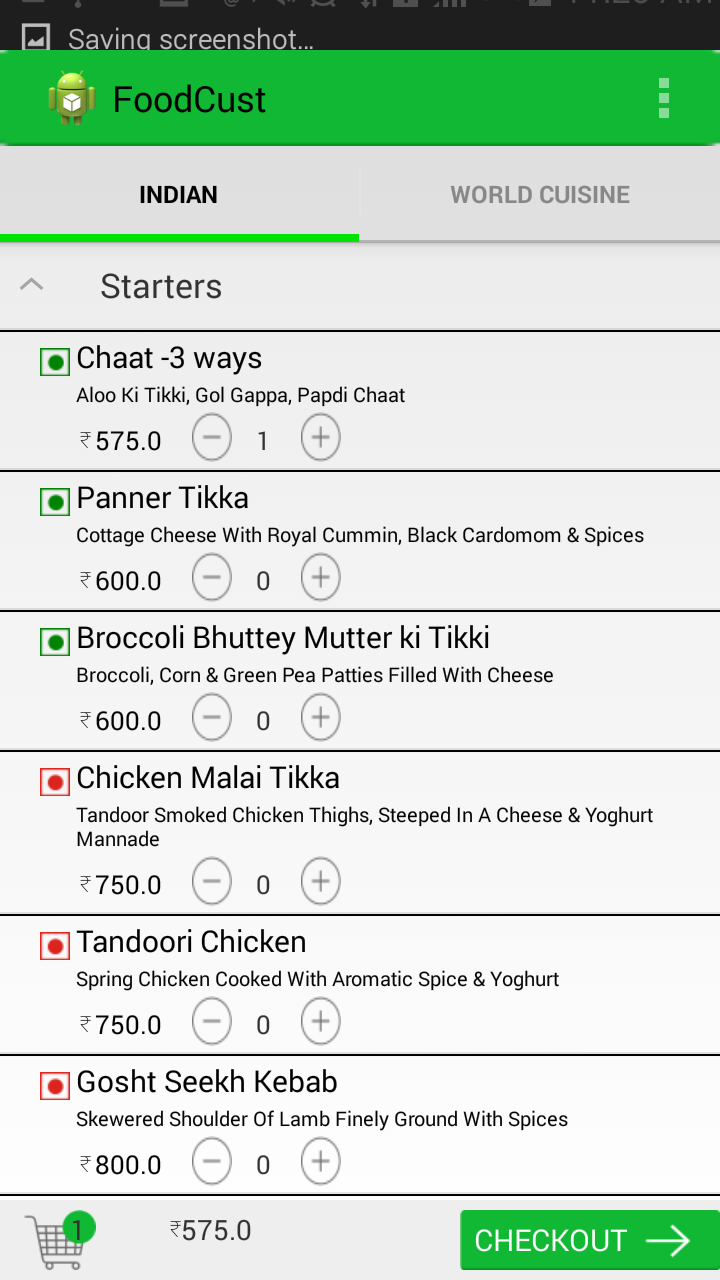 Saving screenshot...
FoodCust
INDIAN
WORLD CUISINE
Starters
Chaat -3 ways
Aloo Ki Tikki, Gol Gappa, Papdi Chaat
₹575.0 1
Panner Tikka
Cottage Cheese With Royal Cummin, Black Cardomom & Spices
₹600.0 0
Broccoli Bhuttey Mutter ki Tikki
Broccoli, Corn & Green Pea Patties Filled With Cheese
₹600.0 0
Chicken Malai Tikka
Tandoor Smoked Chicken Thighs, Steeped In A Cheese & Yoghurt
Mannade
₹750.0 0
Tandoori Chicken
Spring Chicken Cooked With Aromatic Spice & Yoghurt
₹750.0 0
Gosht Seekh Kebab
Skewered Shoulder Of Lamb Finely Ground With Spices
₹800.0 0
1
₹575.0
CHECKOUT